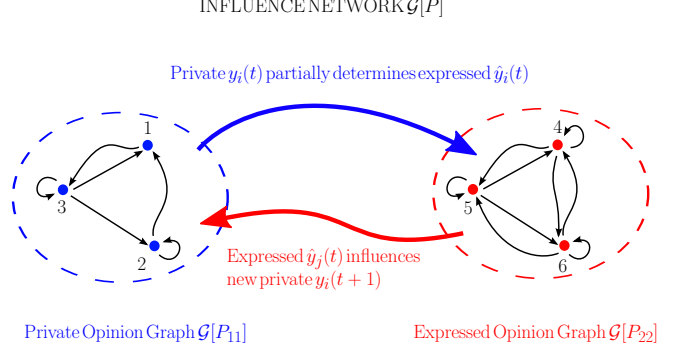 INFLUENCE NETWORK 𝒢[P]
Private yᵢ(t) partially determines expressed ŷᵢ(t)
1
4
3
5
2
6
Expressed ŷⱼ(t) influences
new private yᵢ(t + 1)
Private Opinion Graph 𝒢[P₁₁]
Expressed Opinion Graph 𝒢[P₂₂]